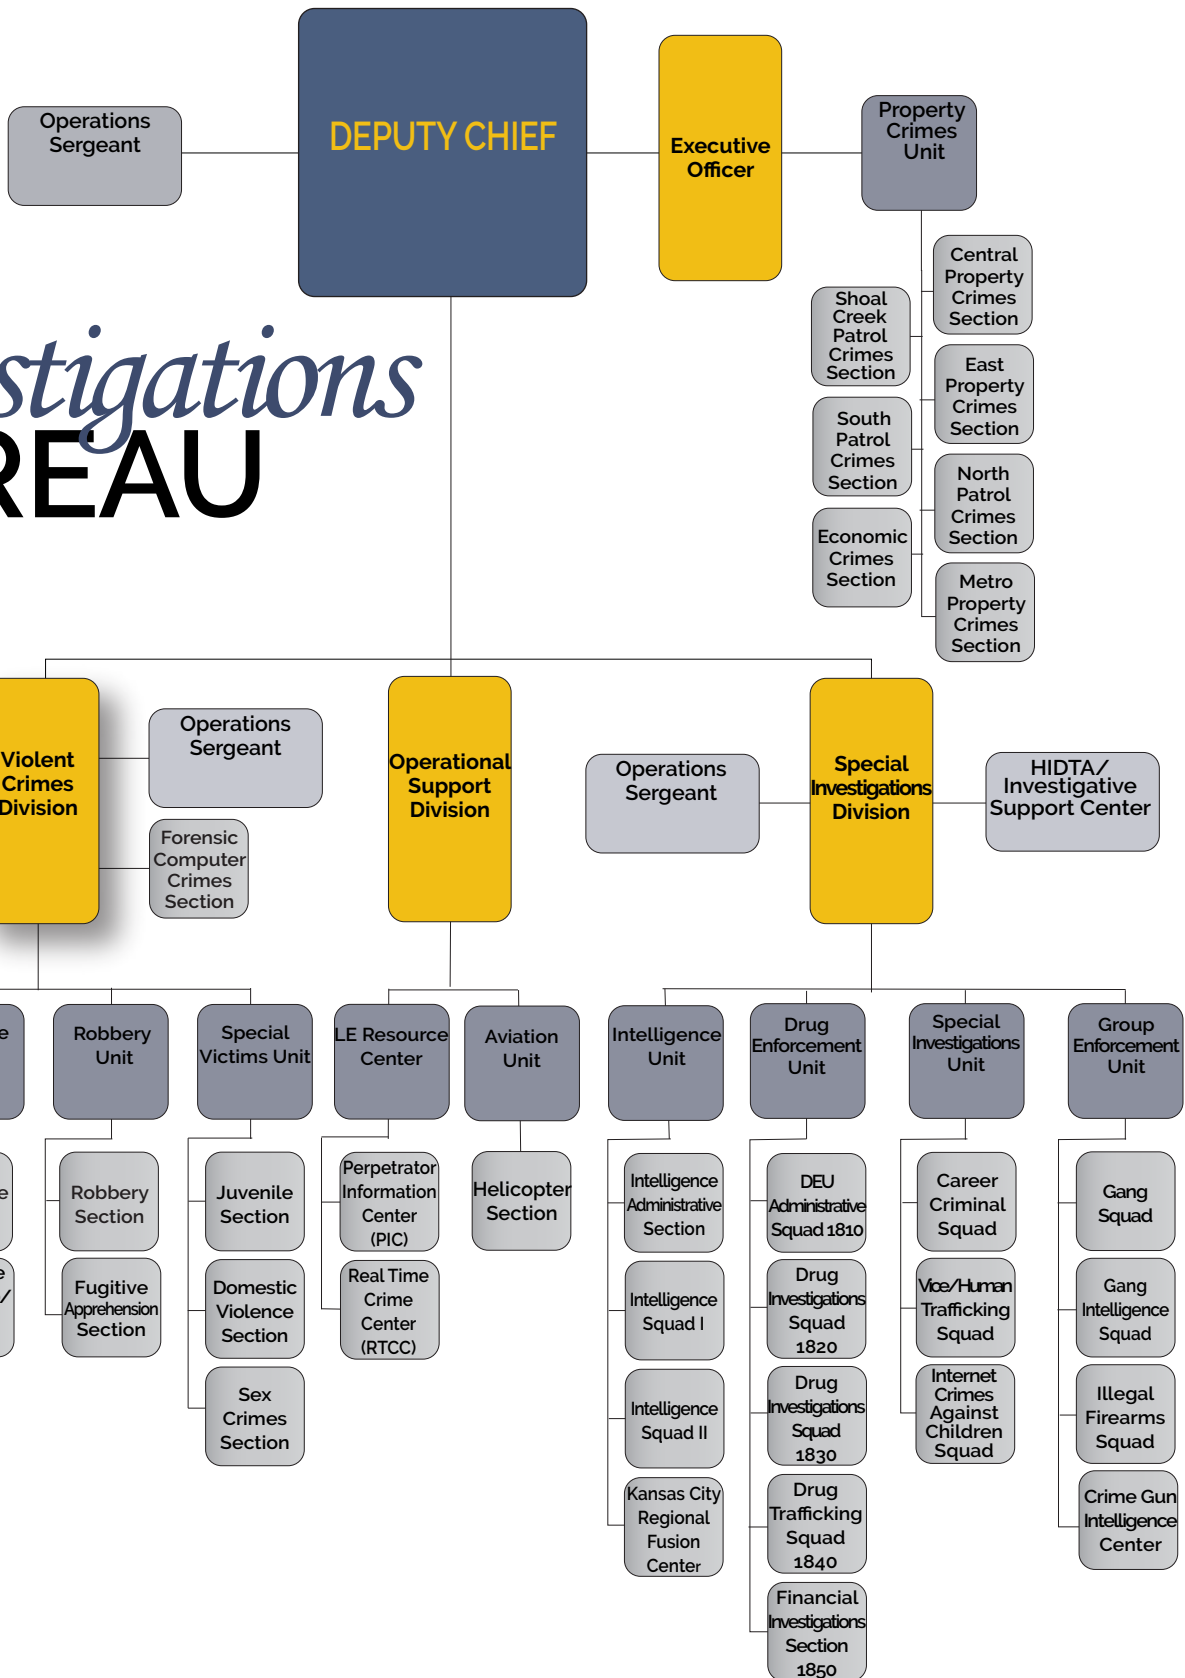 Operations
Sergeant
DEPUTY CHIEF
Executive
Officer
Property
Crimes
Unit
Central
Property
Crimes
Section
Shoal
Creek
Patrol
Crimes
Section
East
Property
Crimes
Section
South
Patrol
Crimes
Section
North
Patrol
Crimes
Section
Economic
Crimes
Section
Metro
Property
Crimes
Section
stigations
REAU
Violent
Crimes
Division
Operations
Sergeant
Forensic
Computer
Crimes
Section
Operational
Support
Division
Operations
Sergeant
Special
Investigations
Division
HIDTA/
Investigative
Support Center
e
Robbery
Unit
Special
Victims Unit
LE Resource
Center
Aviation
Unit
Intelligence
Unit
Drug
Enforcement
Unit
Special
Investigations
Unit
Group
Enforcement
Unit
e
e
/
Robbery
Section
Fugitive
Apprehension
Section
Juvenile
Section
Domestic
Violence
Section
Sex
Crimes
Section
Perpetrator
Information
Center
(PIC)
Real Time
Crime
Center
(RTCC)
Helicopter
Section
Intelligence
Administrative
Section
Intelligence
Squad I
Intelligence
Squad II
Kansas City
Regional
Fusion
Center
DEU
Administrative
Squad 1810
Drug
Investigations
Squad
1820
Drug
Investigations
Squad
1830
Drug
Trafficking
Squad
1840
Financial
Investigations
Section
1850
Career
Criminal
Squad
Vice/Human
Trafficking
Squad
Internet
Crimes
Against
Children
Squad
Gang
Squad
Gang
Intelligence
Squad
Illegal
Firearms
Squad
Crime Gun
Intelligence
Center